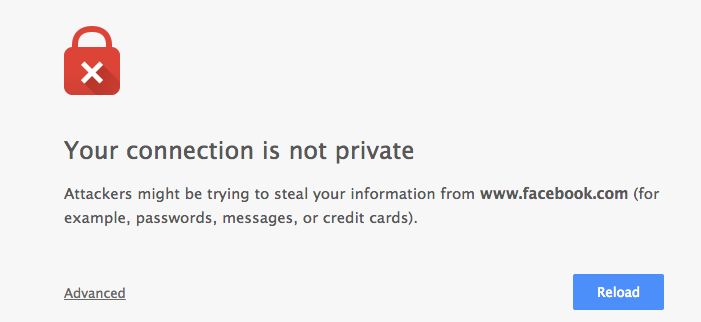 Your connection is not private
Attackers might be trying to steal your information from www.facebook.com (for
example, passwords, messages, or credit cards).
Advanced
Reload